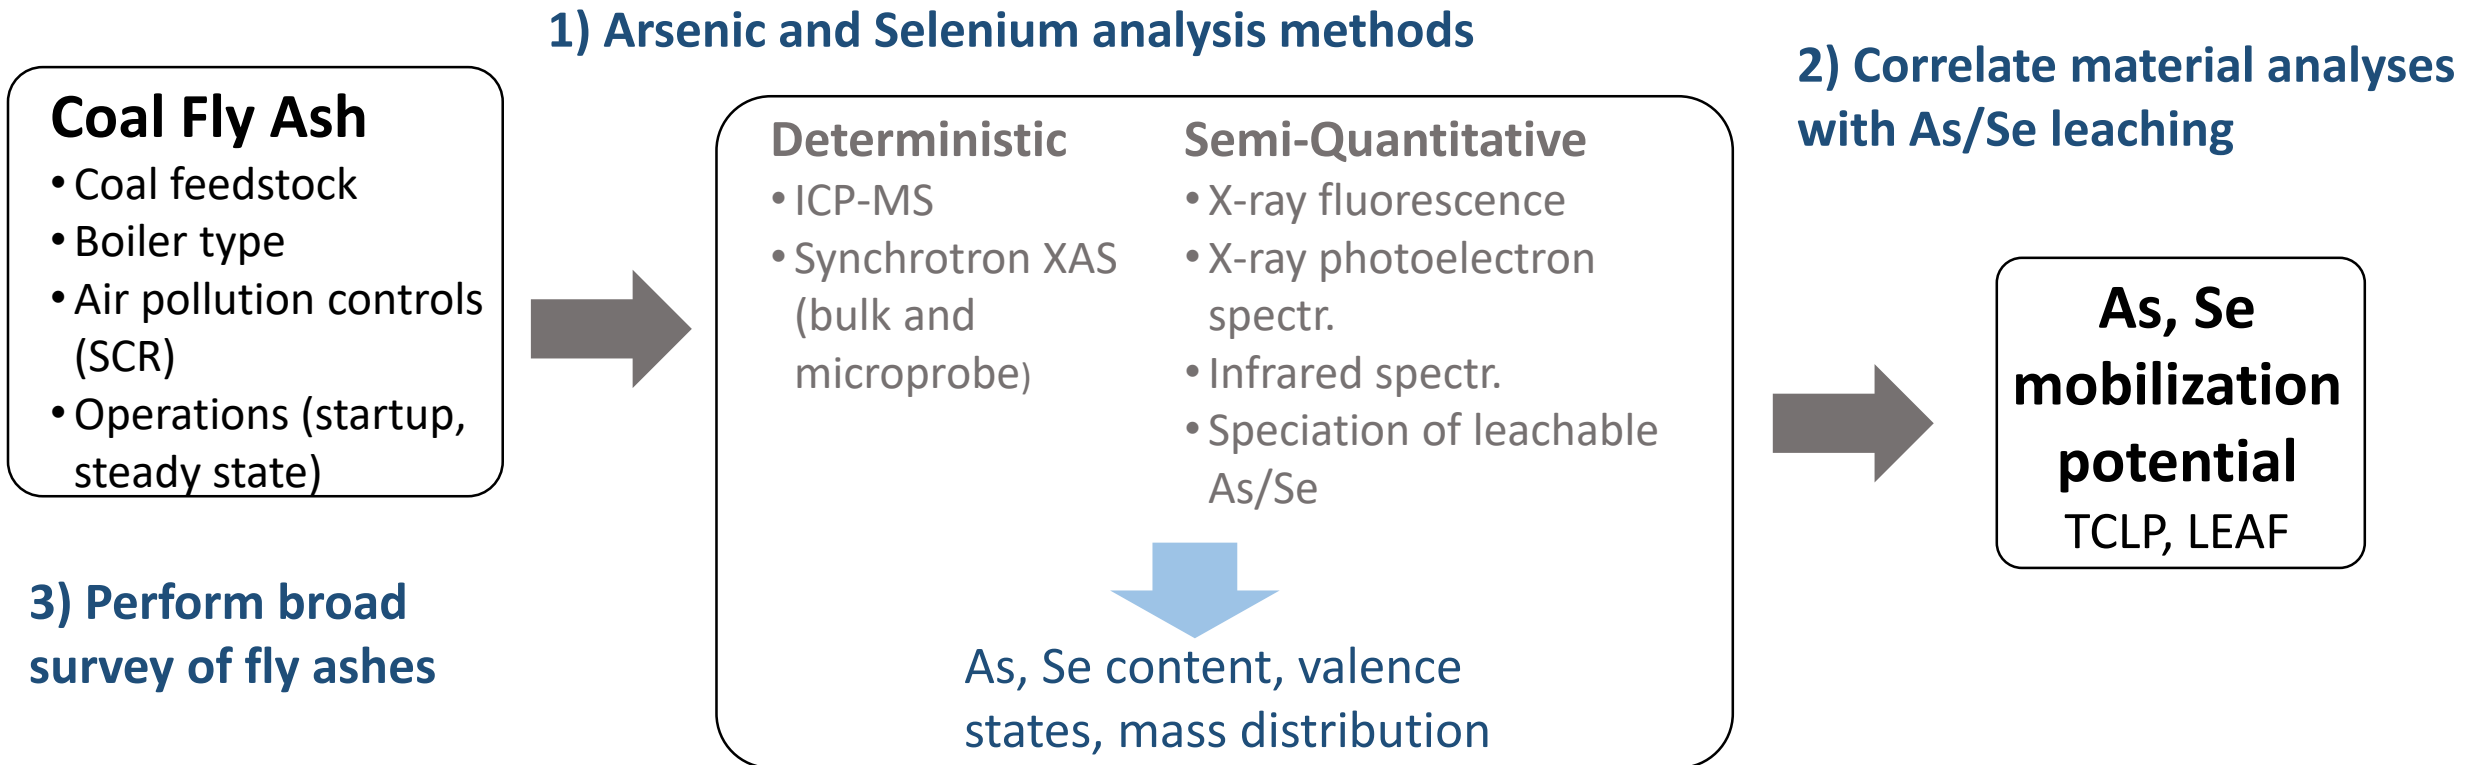 1) Arsenic and Selenium analysis methods
Coal Fly Ash
• Coal feedstock
• Boiler type
• Air pollution controls
(SCR)
• Operations (startup,
steady state)
3) Perform broad
survey of fly ashes
Deterministic
• ICP-MS
• Synchrotron XAS
(bulk and
microprobe)
Semi-Quantitative
• X-ray fluorescence
• X-ray photoelectron
spectr.
• Infrared spectr.
• Speciation of leachable
As/Se
As, Se content, valence
states, mass distribution
2) Correlate material analyses
with As/Se leaching
As, Se
mobilization
potential
TCLP, LEAF